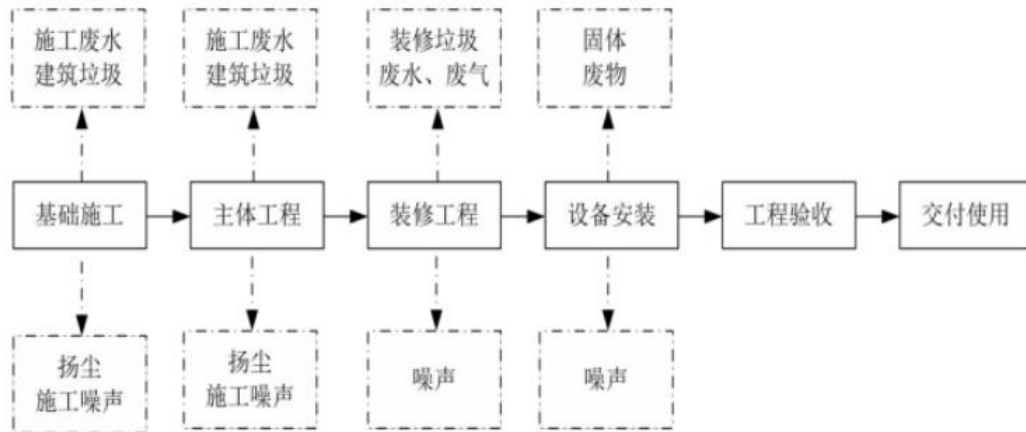 施工废水
建筑垃圾
施工废水
建筑垃圾
装修垃圾
废水、废气
固体
废物
基础施工
主体工程
装修工程
设备安装
工程验收
交付使用
扬尘
施工噪声
扬尘
施工噪声
噪声
噪声